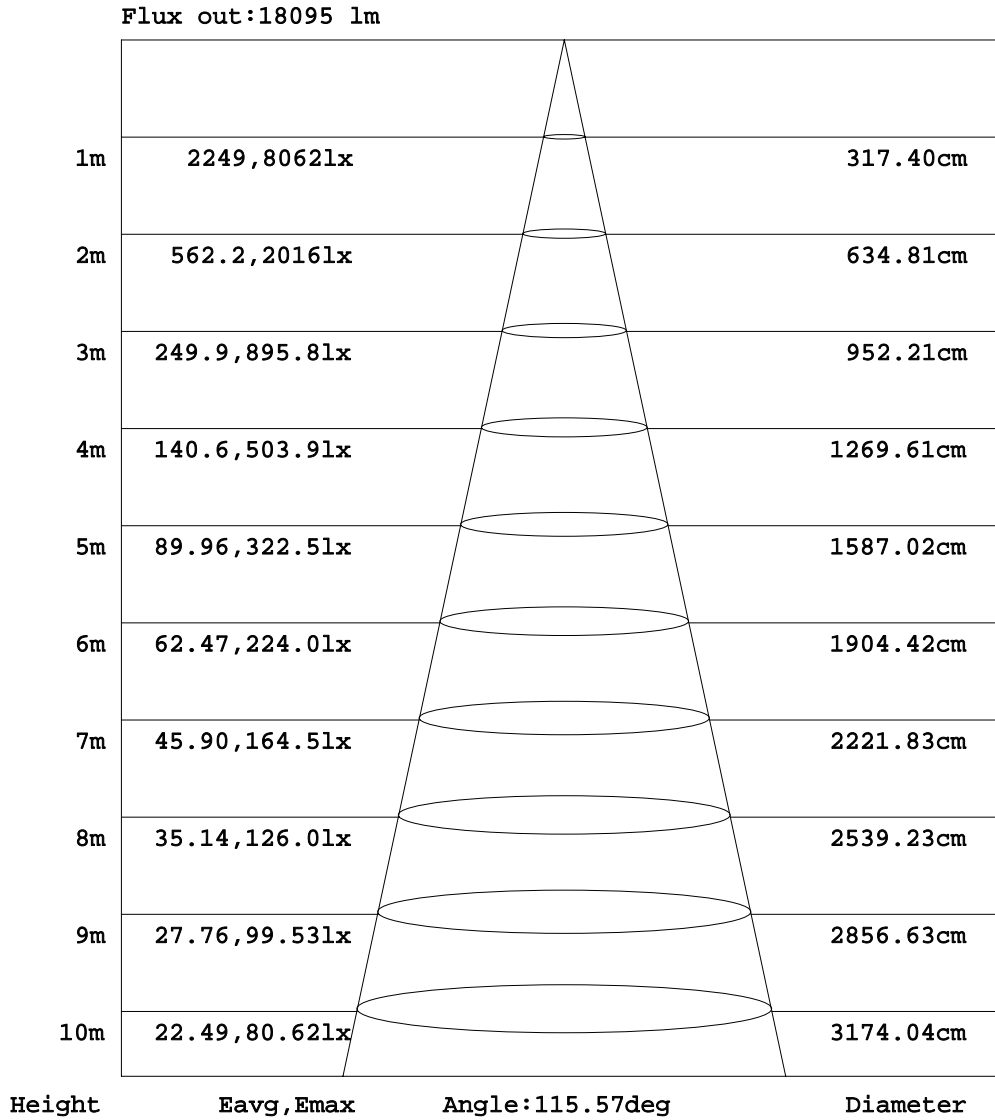 Flux out:18095 lm
1m 2249,8062lx 317.40cm
2m 562.2,2016lx 634.81cm
3m 249.9,895.8lx 952.21cm
4m 140.6,503.9lx 1269.61cm
5m 89.96,322.5lx 1587.02cm
6m 62.47,224.0lx 1904.42cm
7m 45.90,164.5lx 2221.83cm
8m 35.14,126.0lx 2539.23cm
9m 27.76,99.53lx 2856.63cm
10m 22.49,80.62lx 3174.04cm
Height Eavg,Emax Angle:115.57deg Diameter